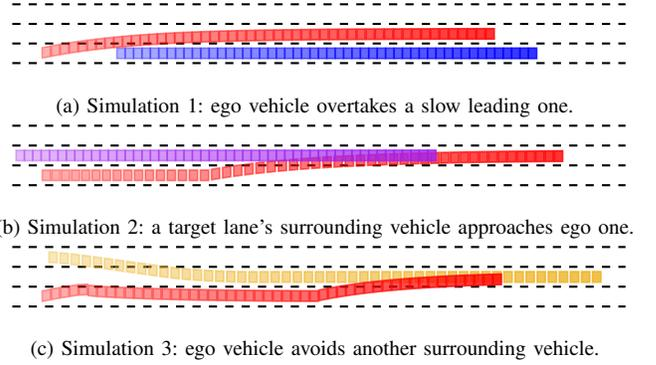 (a) Simulation 1: ego vehicle overtakes a slow leading one.
(b) Simulation 2: a target lane's surrounding vehicle approaches ego one.
(c) Simulation 3: ego vehicle avoids another surrounding vehicle.